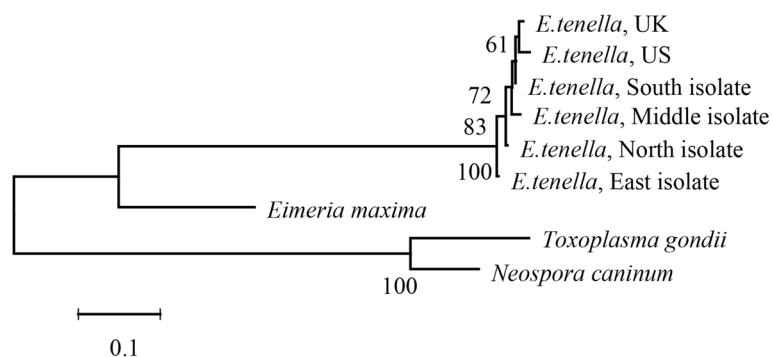 E.tenella, UK
61
E.tenella, US
E.tenella, South isolate
72
E.tenella, Middle isolate
83
E.tenella, North isolate
100
E.tenella, East isolate
Eimeria maxima
Toxoplasma gondii
Neospora caninum
100
0.1